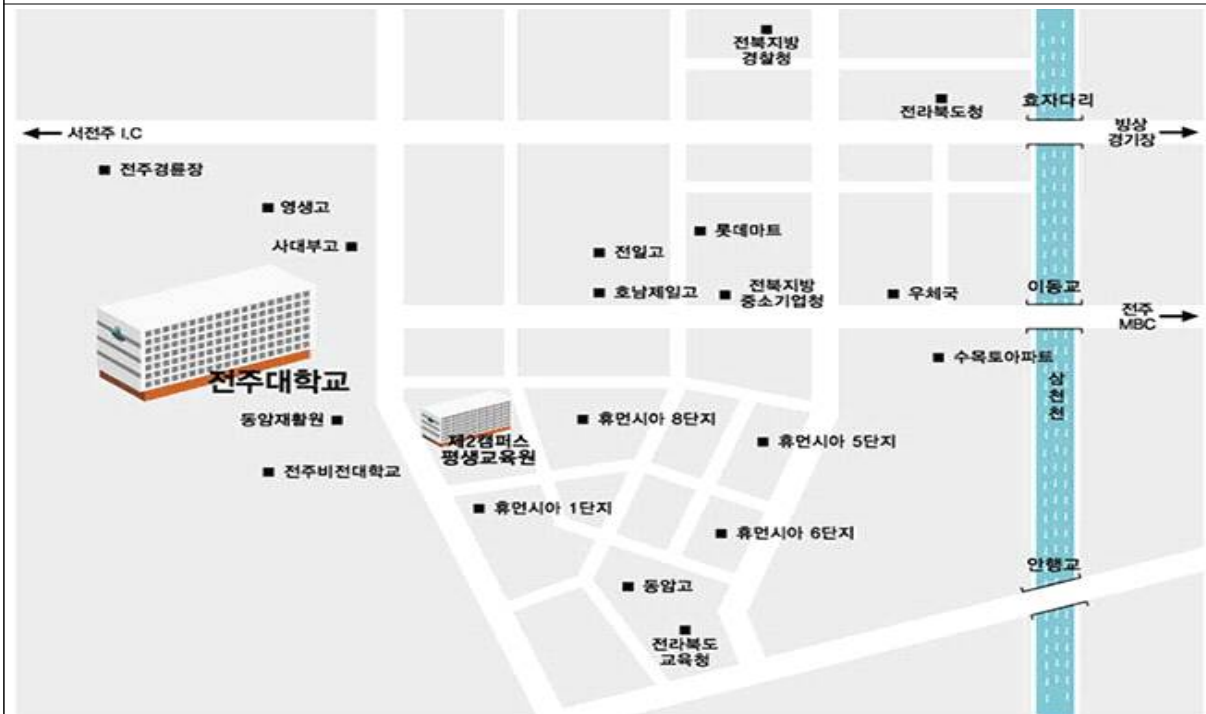 전북지방
경찰청
전라북도청
효자다리
서전주 I.C
빙상
경기장
전주경륜장
영생고
사대부고
롯데마트
전일고
호남제일고
전북지방
중소기업청
우체국
이동교
전주
MBC
수목토아파트
전주대학교
삼천천
동암재활원
휴먼시아 8단지
제2캠퍼스
평생교육원
휴먼시아 5단지
전주비전대학교
휴먼시아 1단지
휴먼시아 6단지
안행교
동암고
전라북도
교육청